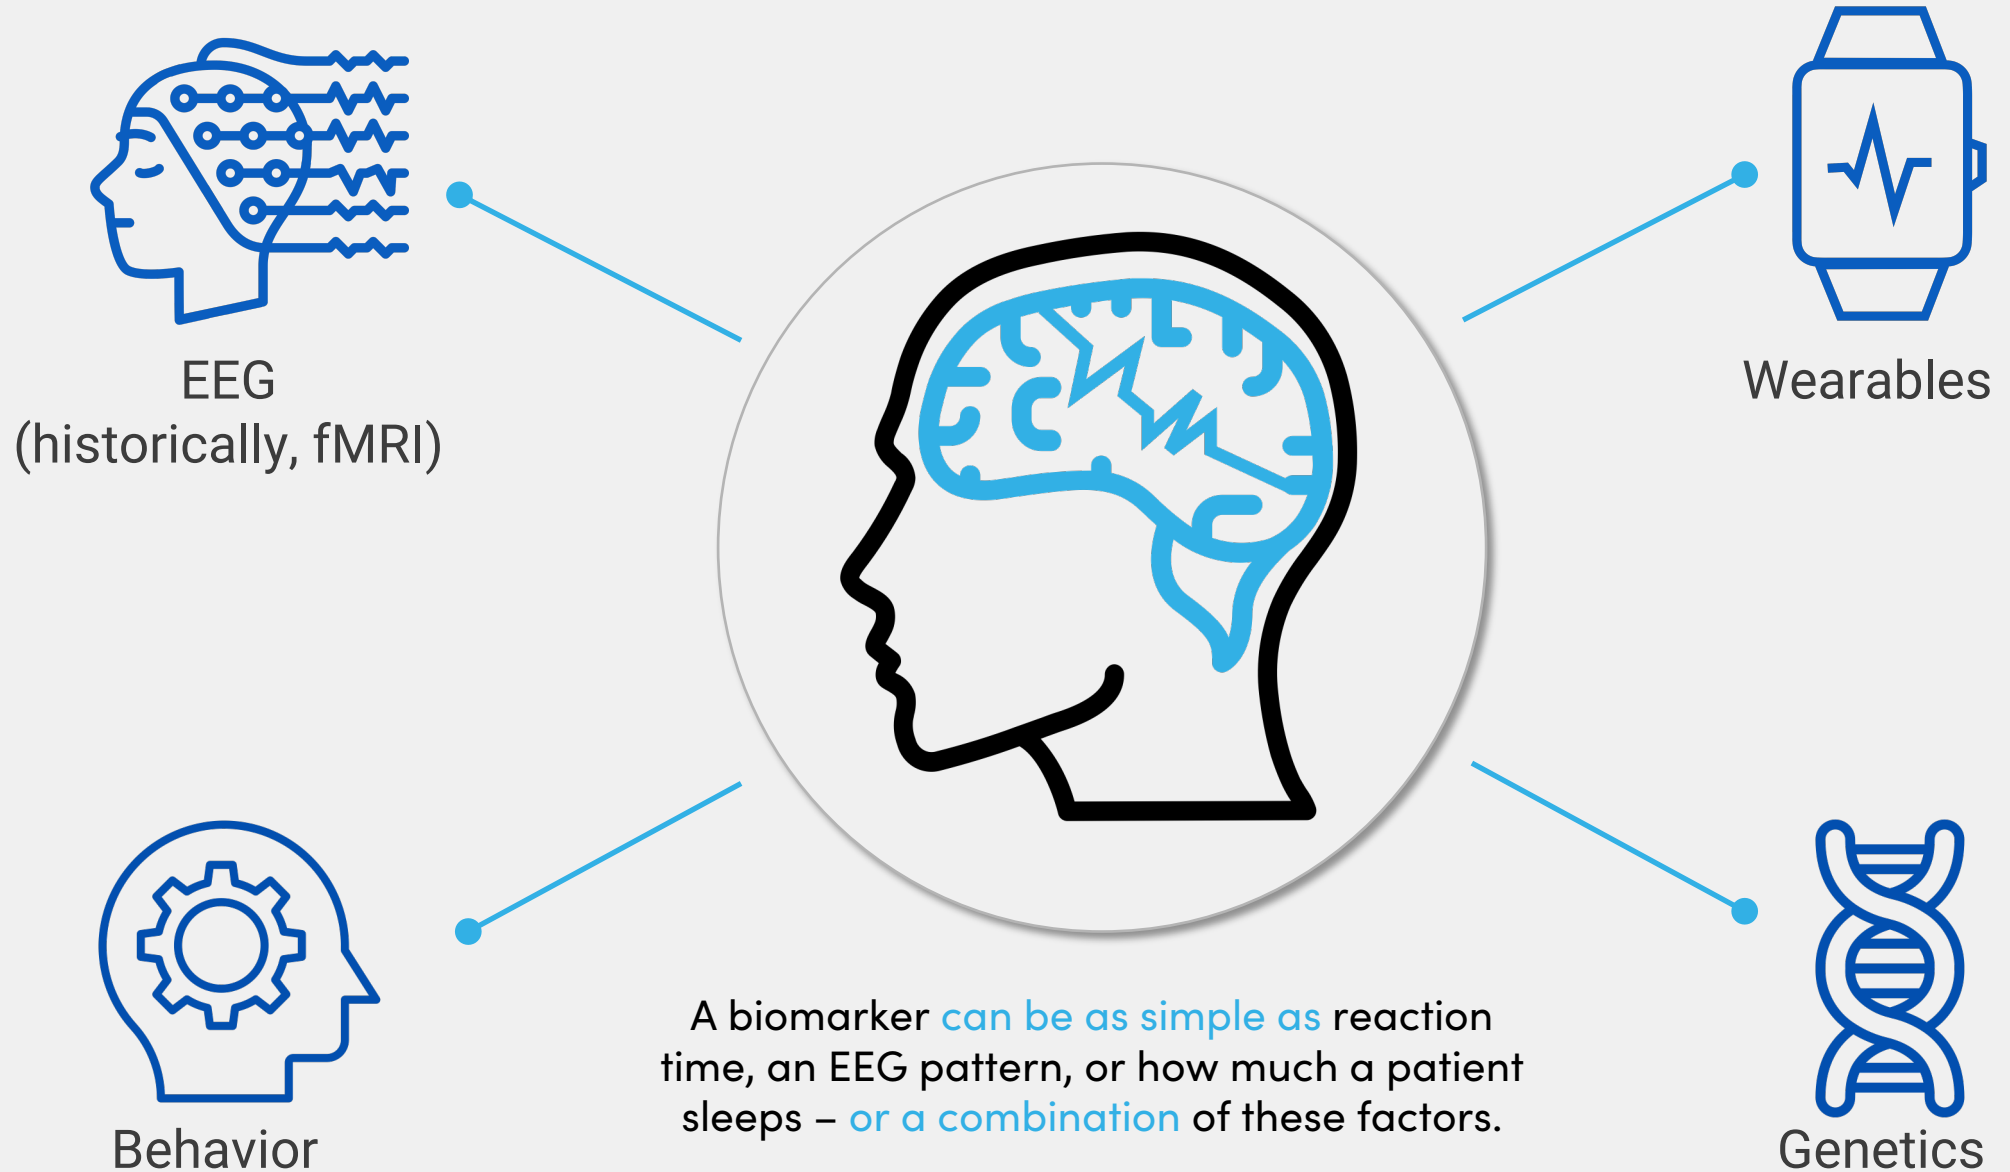 EEG
(historically, fMRI)
Wearables
Behavior
A biomarker can be as simple as reaction
time, an EEG pattern, or how much a patient
sleeps – or a combination of these factors.
Genetics